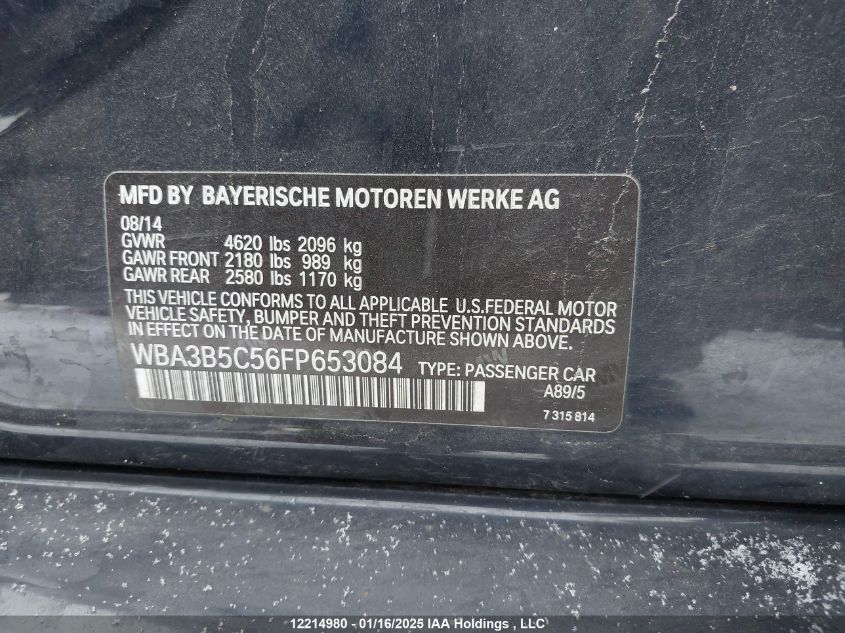 MFD BY BAYERISCHE MOTOREN WERKE AG
08/14
GVWR 4620 lbs 2096 kg
GAWR FRONT 2180 lbs 989 kg
GAWR REAR 2580 lbs 1170 kg
THIS VEHICLE CONFORMS TO ALL APPLICABLE U.S.FEDERAL MOTOR
VEHICLE SAFETY, BUMPER AND THEFT PREVENTION STANDARDS
IN EFFECT ON THE DATE OF MANUFACTURE SHOWN ABOVE.
WBA3B5C56FP653084 TYPE: PASSENGER CAR
A89/5
7 315 814
12214980 - 01/16/2025 IAA Holdings , LLC